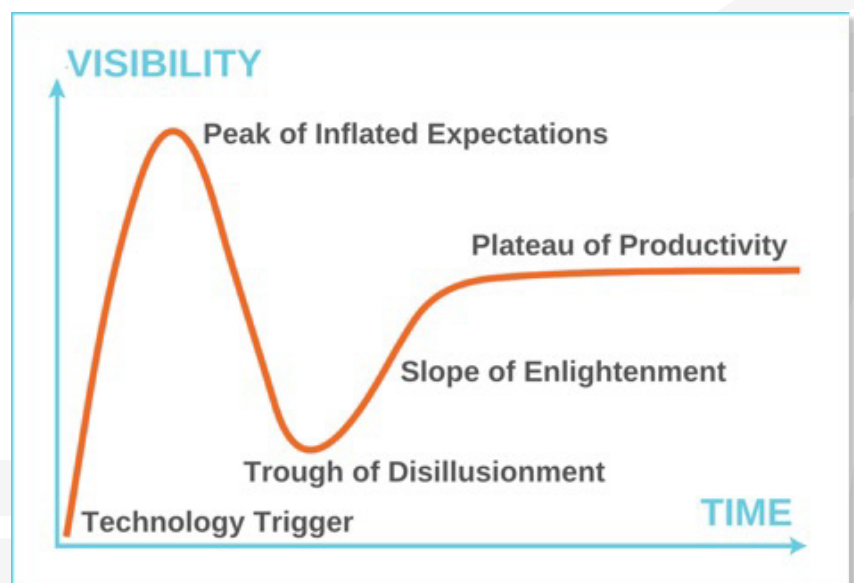 VISIBILITY
Peak of Inflated Expectations
Plateau of Productivity
Slope of Enlightenment
Trough of Disillusionment
Technology Trigger
TIME